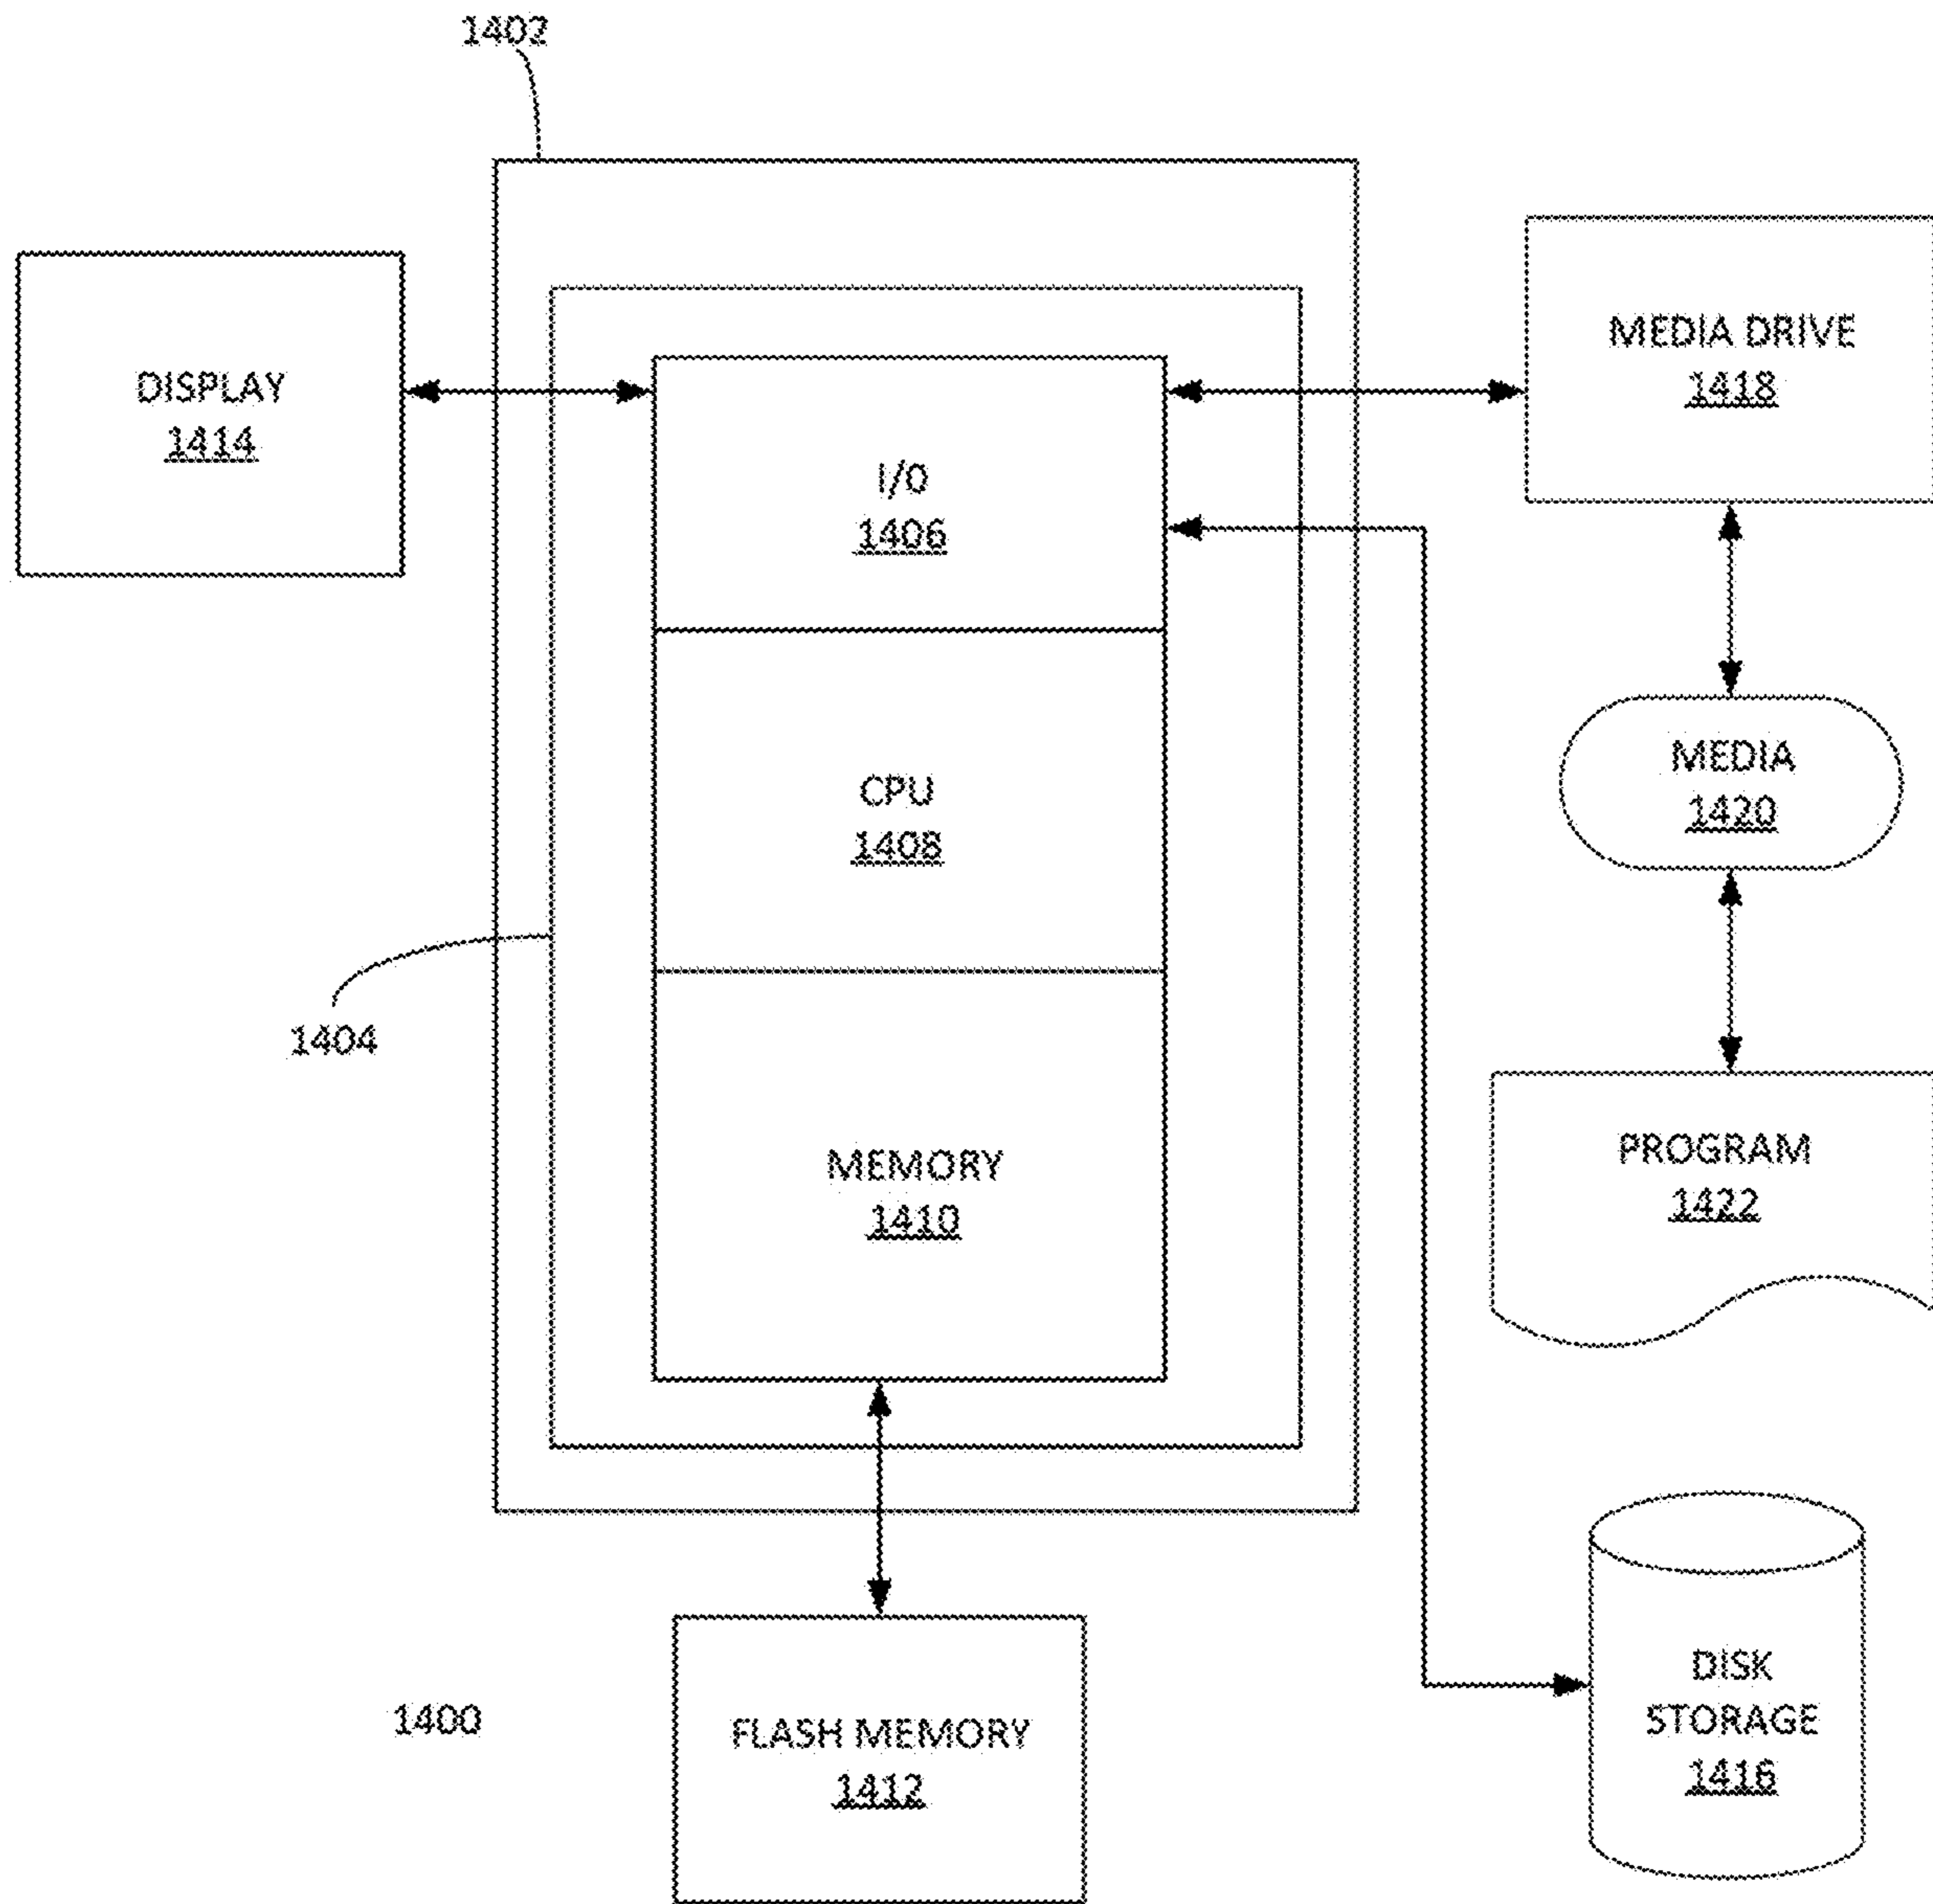 1402
DISPLAY
1414
I/O
1406
MEDIA DRIVE
1418
CPU
1408
MEDIA
1420
1404
MEMORY
1410
PROGRAM
1422
1400
FLASH MEMORY
1412
DISK
STORAGE
1416